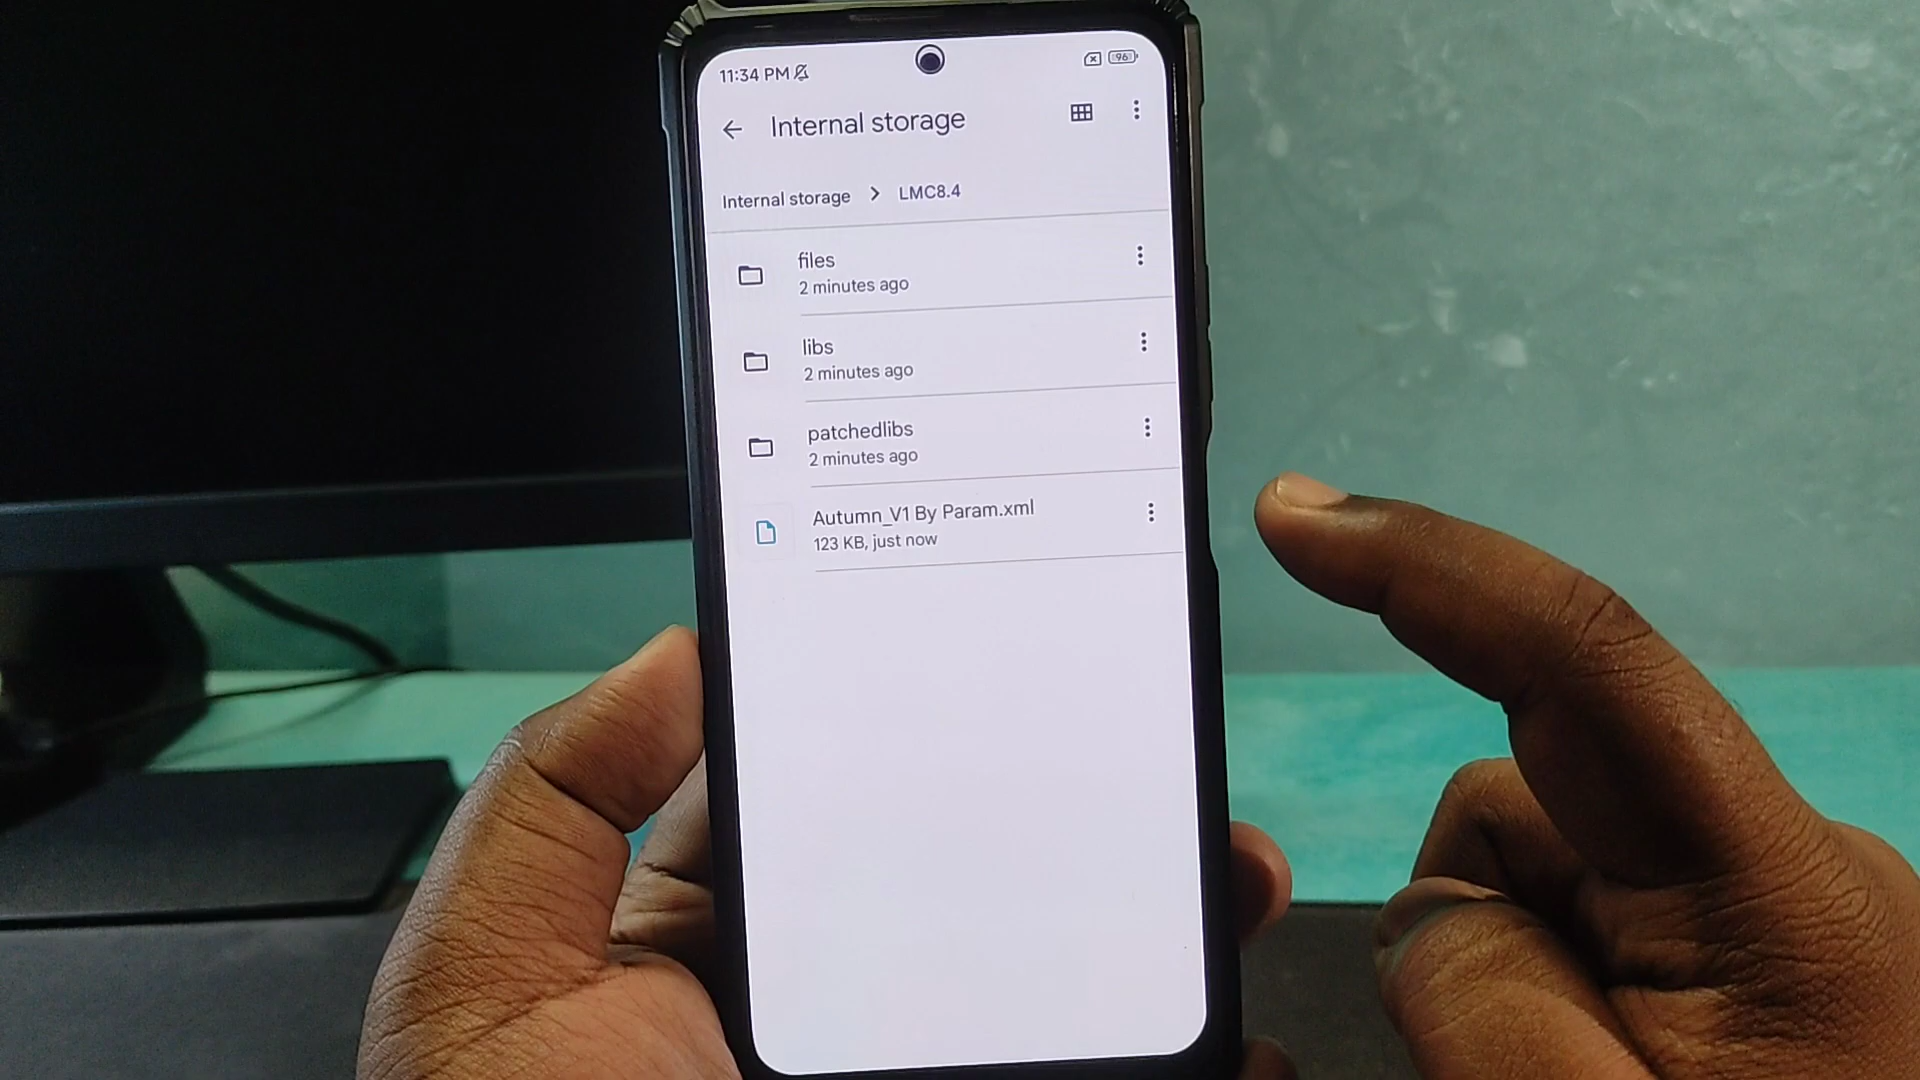 11:34 PM
96
Internal storage
Internal storage > LMC8.4
files
2 minutes ago
libs
2 minutes ago
patchedlibs
2 minutes ago
Autumn_V1 By Param.xml
123 KB, just now